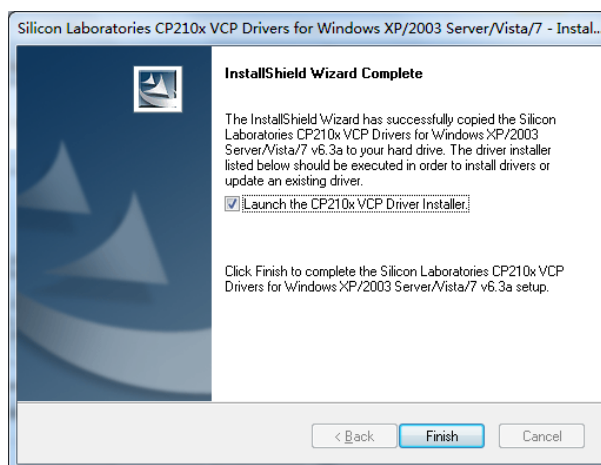 Silicon Laboratories CP210x VCP Drivers for Windows XP/2003 Server/Vista/7 - Instal...
InstallShield Wizard Complete
The InstallShield Wizard has successfully copied the Silicon
Laboratories CP210x VCP Drivers for Windows XP/2003
Server/Vista/7 v6.3a to your hard drive. The driver installer
listed below should be executed in order to install drivers or
update an existing driver.
Launch the CP210x VCP Driver Installer.
Click Finish to complete the Silicon Laboratories CP210x VCP
Drivers for Windows XP/2003 Server/Vista/7 v6.3a setup.
< Back
Finish
Cancel